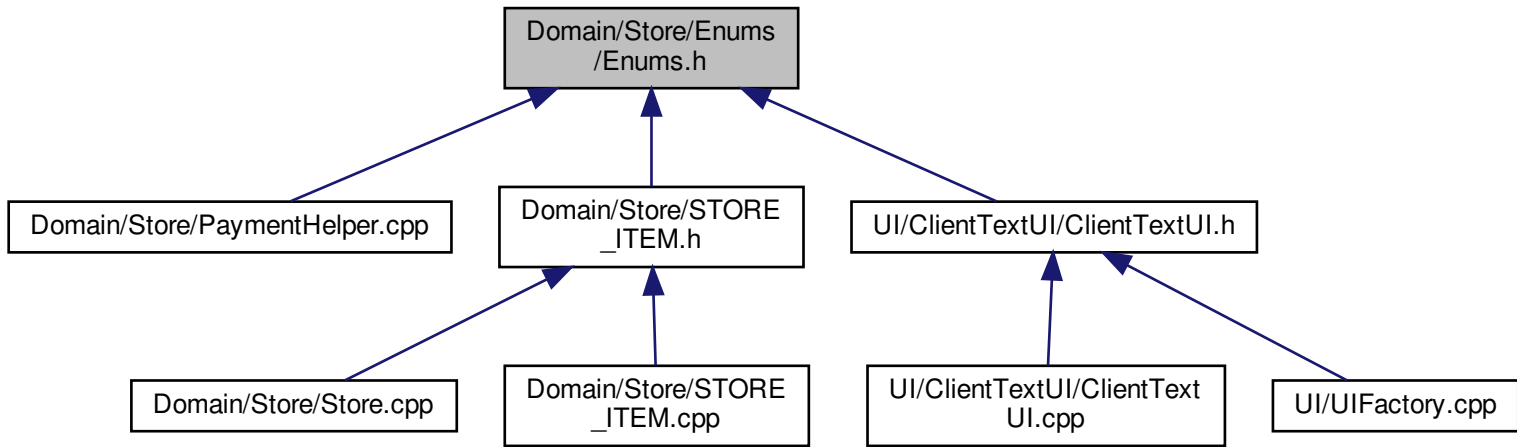 Domain/Store/Enums
/Enums.h
Domain/Store/PaymentHelper.cpp
Domain/Store/STORE
_ITEM.h
UI/ClientTextUI/ClientTextUI.h
Domain/Store/Store.cpp
Domain/Store/STORE
_ITEM.cpp
UI/ClientTextUI/ClientText
UI.cpp
UI/UIFactory.cpp